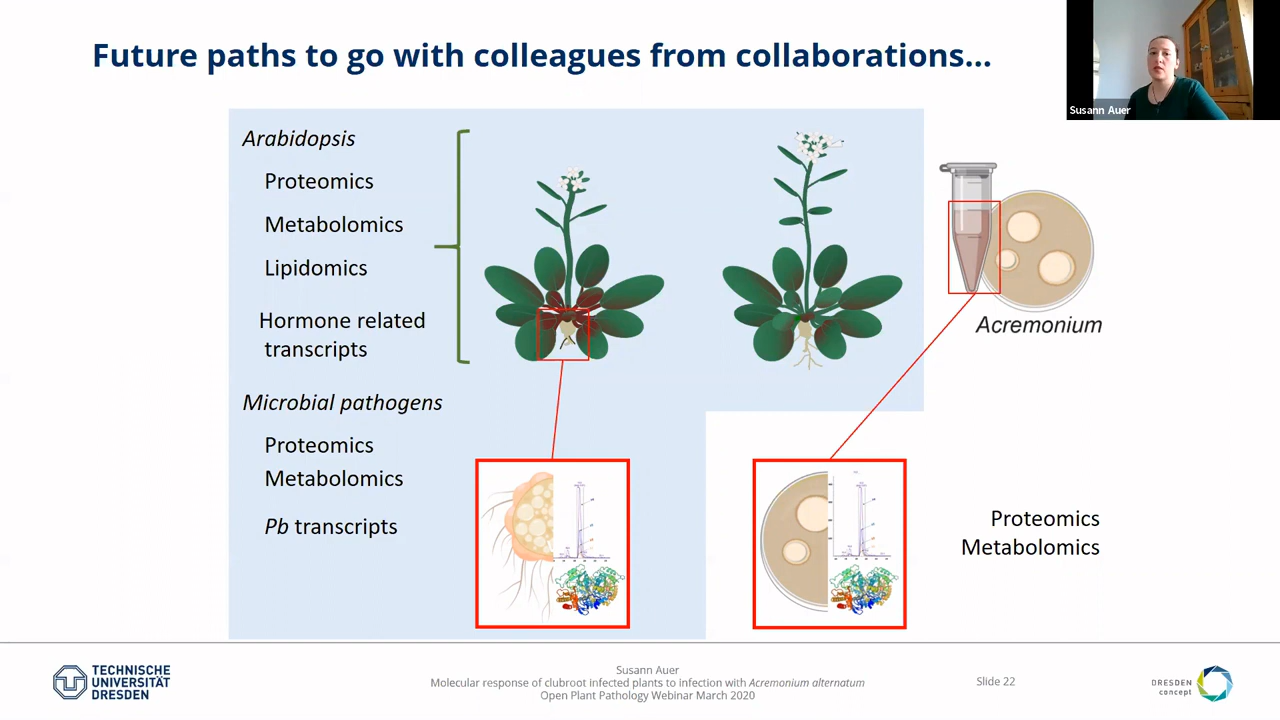 Future paths to go with colleagues from collaborations...
Susann Auer
Arabidopsis
Proteomics
Metabolomics
Lipidomics
Hormone related
transcripts
Acremonium
Microbial pathogens
Proteomics
Metabolomics
Pb transcripts
Proteomics
Metabolomics
TECHNISCHE
UNIVERSITÄT
DRESDEN
Susann Auer
Molecular response of clubroot infected plants to infection with Acremonium alternatum
Open Plant Pathology Webinar March 2020
Slide 22
DRESDEN
concept